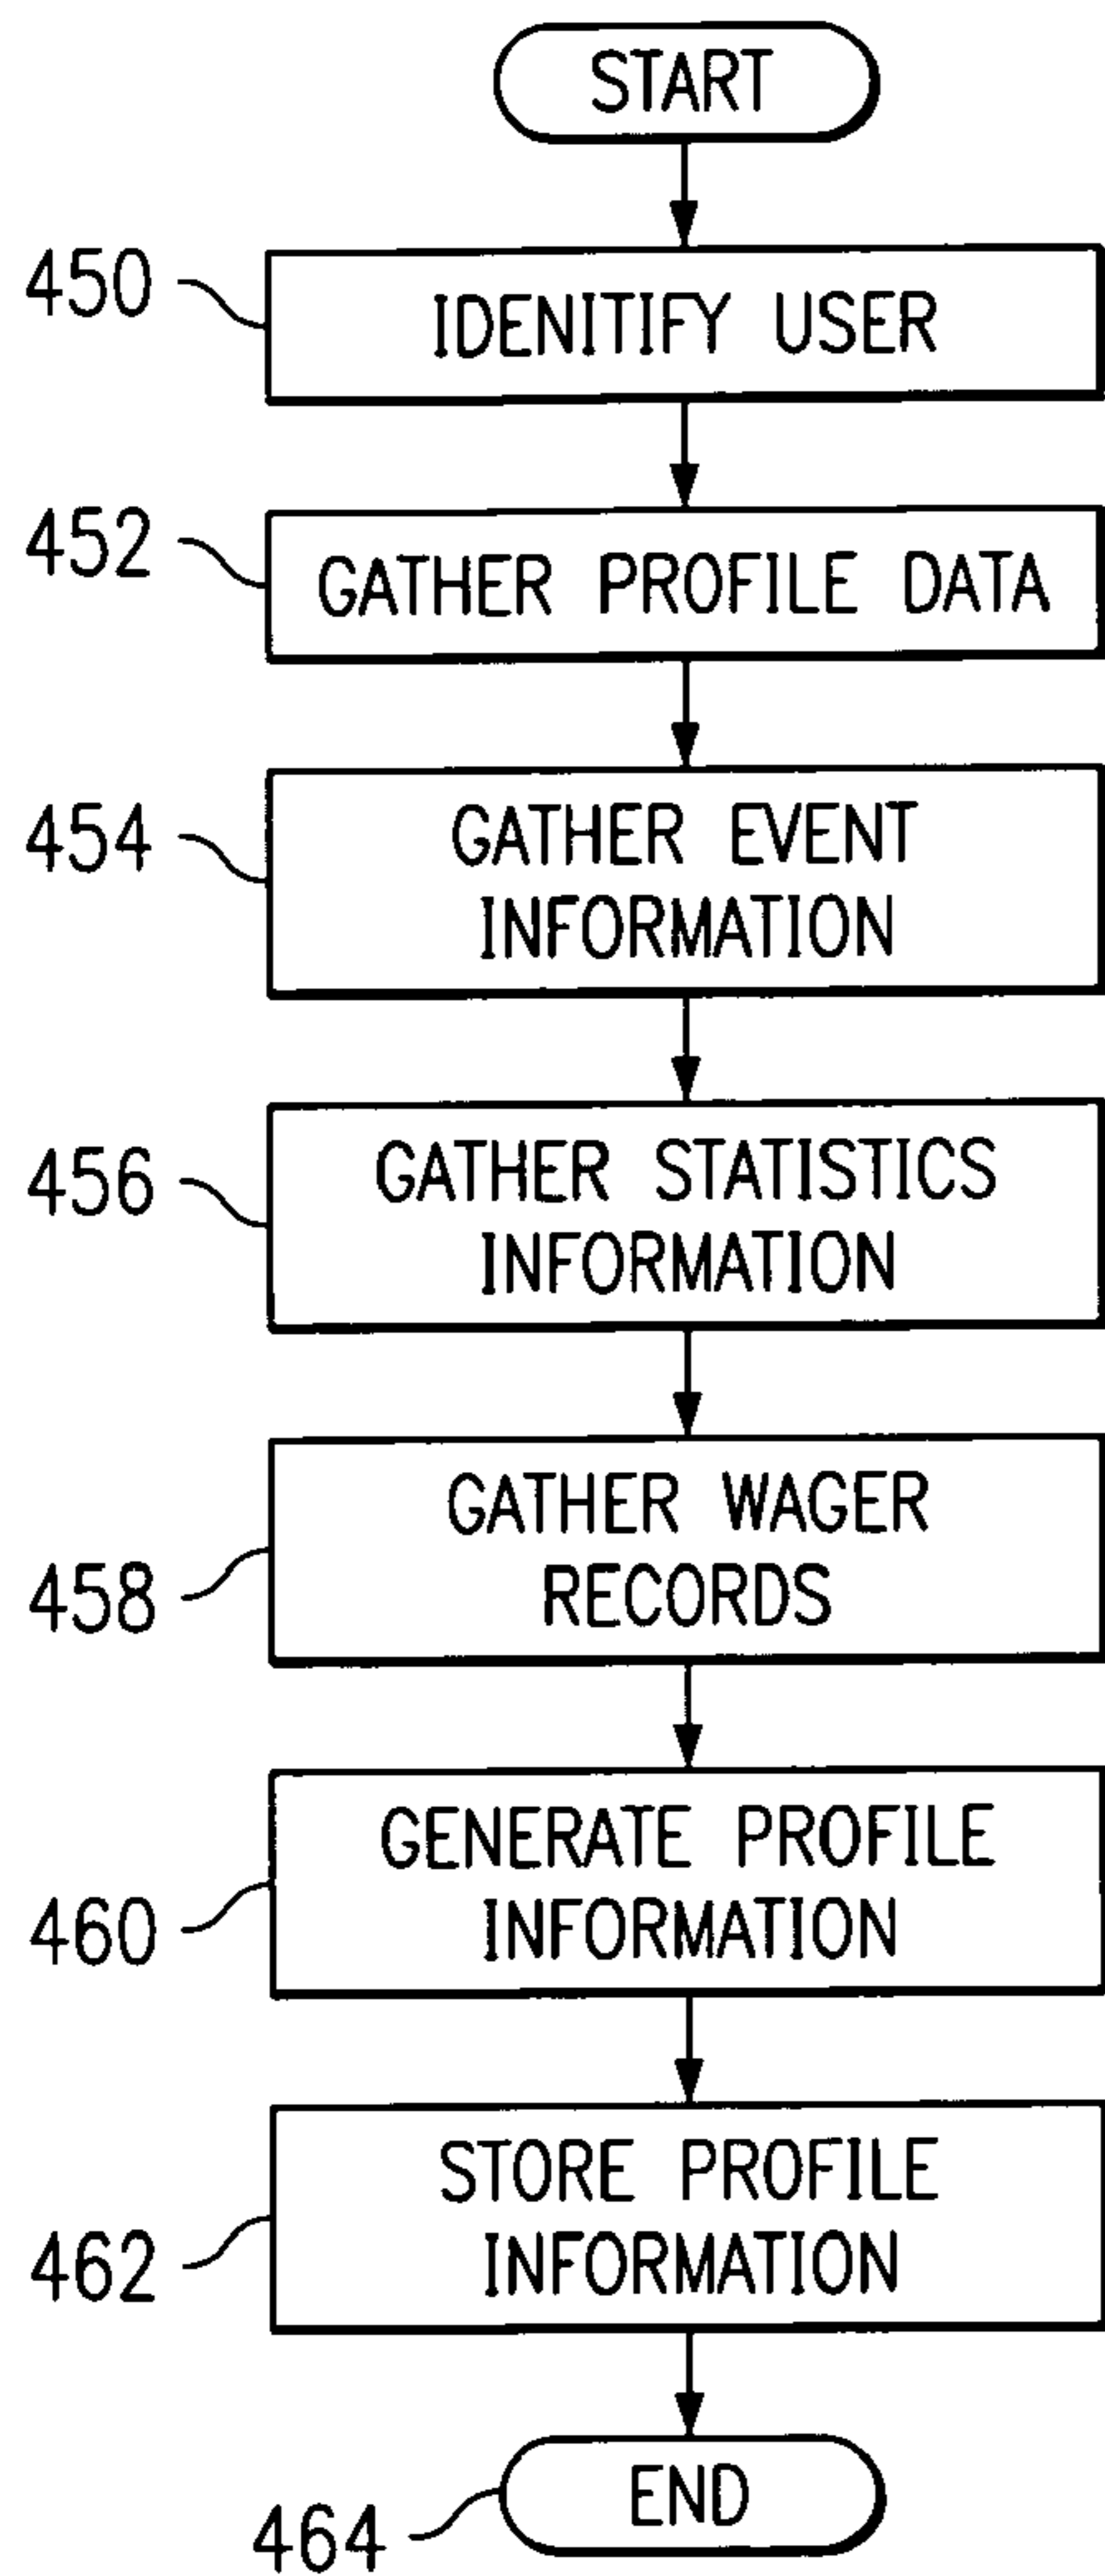 START
450
IDENITIFY USER
452
GATHER PROFILE DATA
454
GATHER EVENT
INFORMATION
456
GATHER STATISTICS
INFORMATION
458
GATHER WAGER
RECORDS
460
GENERATE PROFILE
INFORMATION
462
STORE PROFILE
INFORMATION
464
END